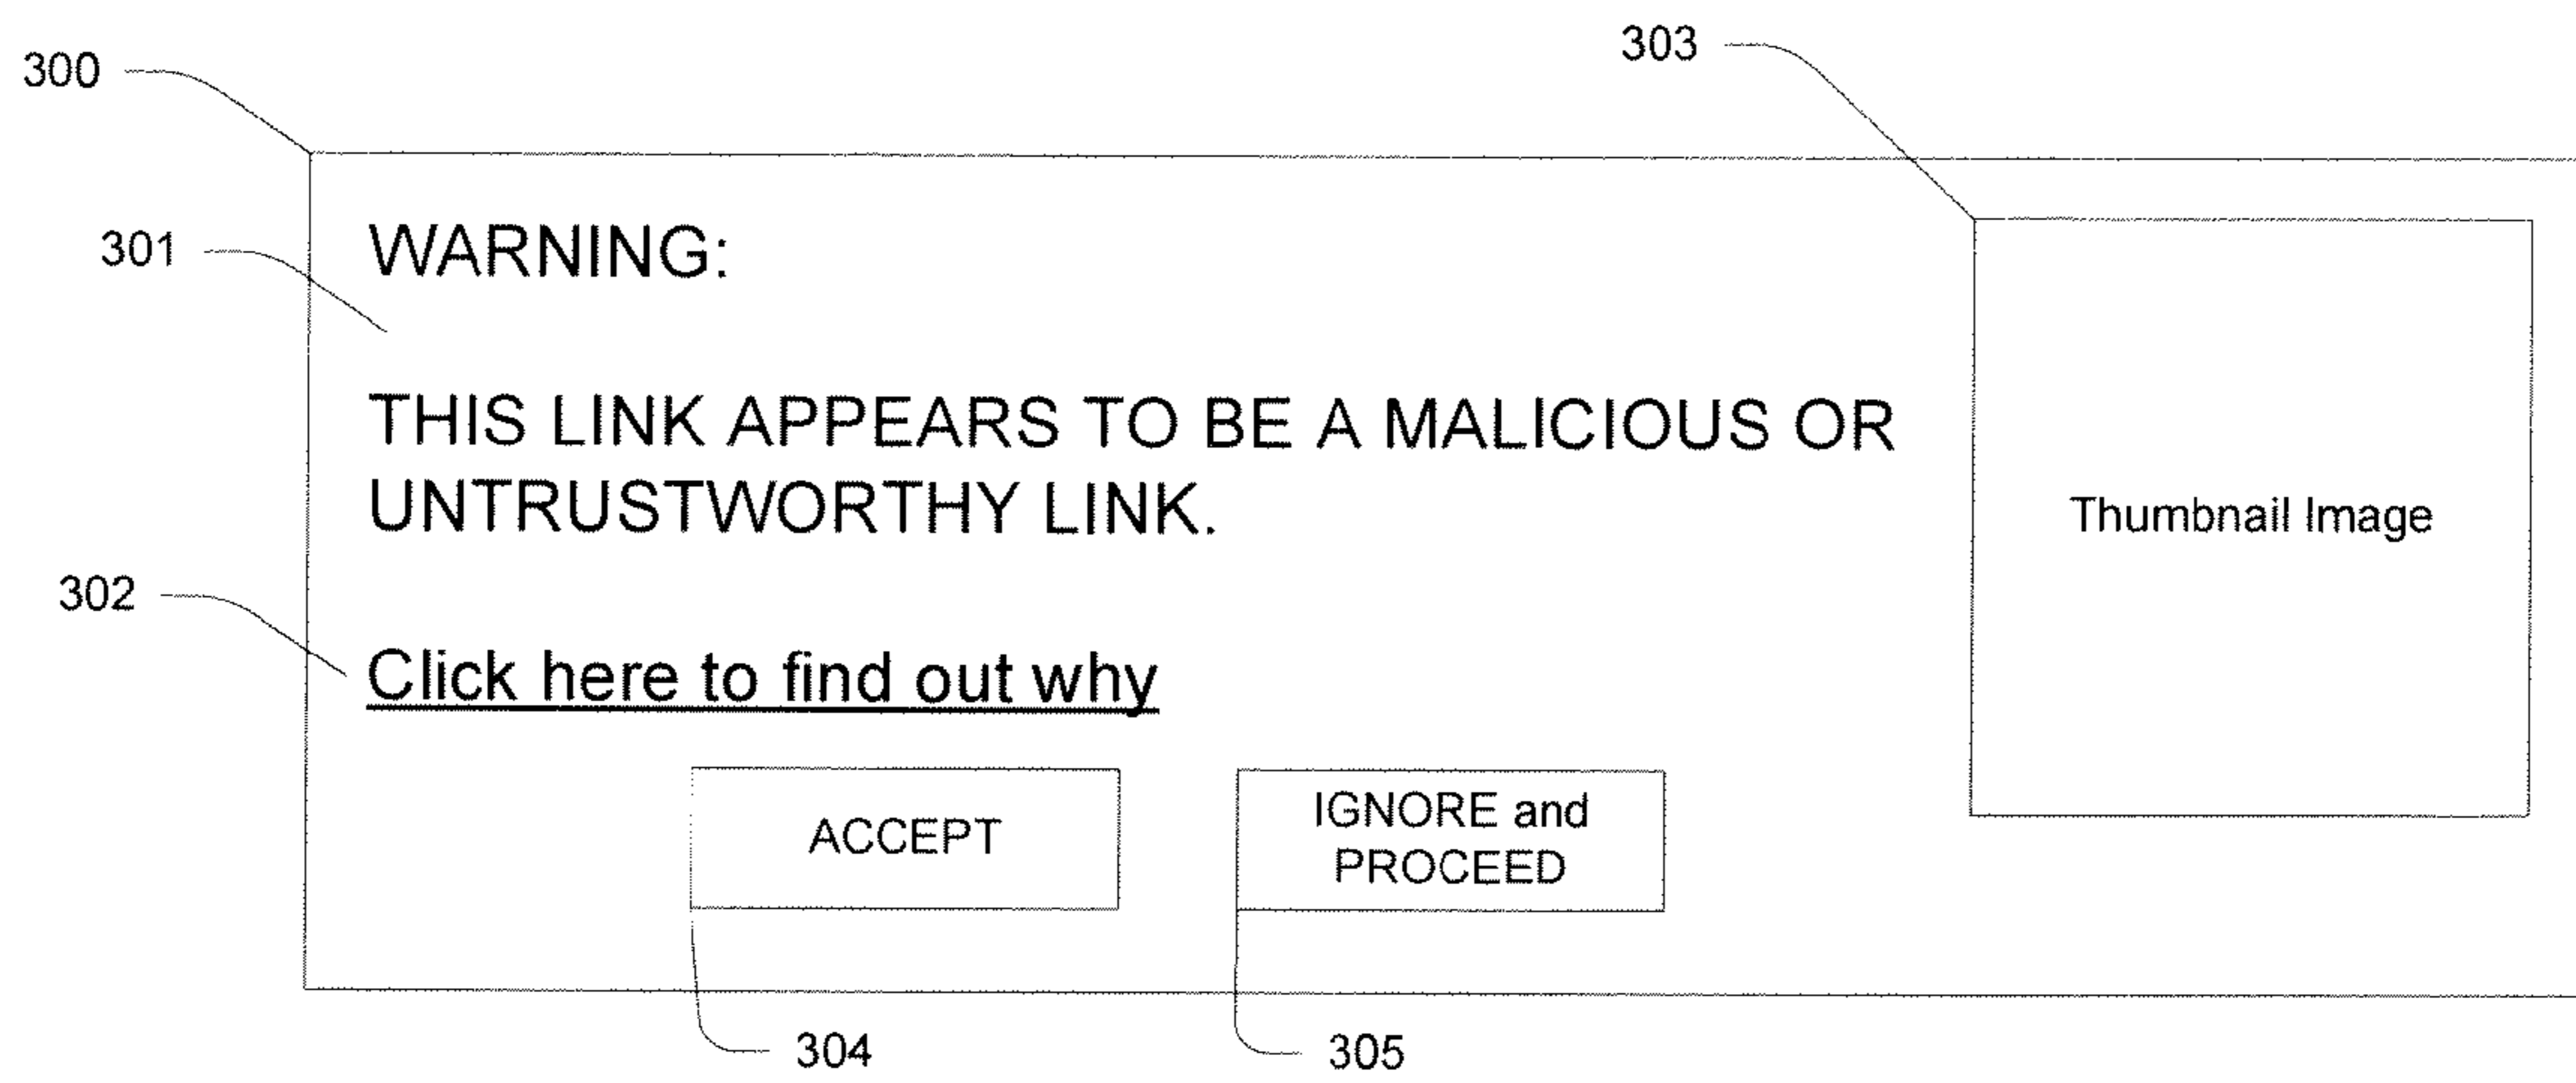 300
303
301
WARNING:
THIS LINK APPEARS TO BE A MALICIOUS OR
UNTRUSTWORTHY LINK.
Thumbnail Image
302
Click here to find out why
ACCEPT
IGNORE and
PROCEED
304
305